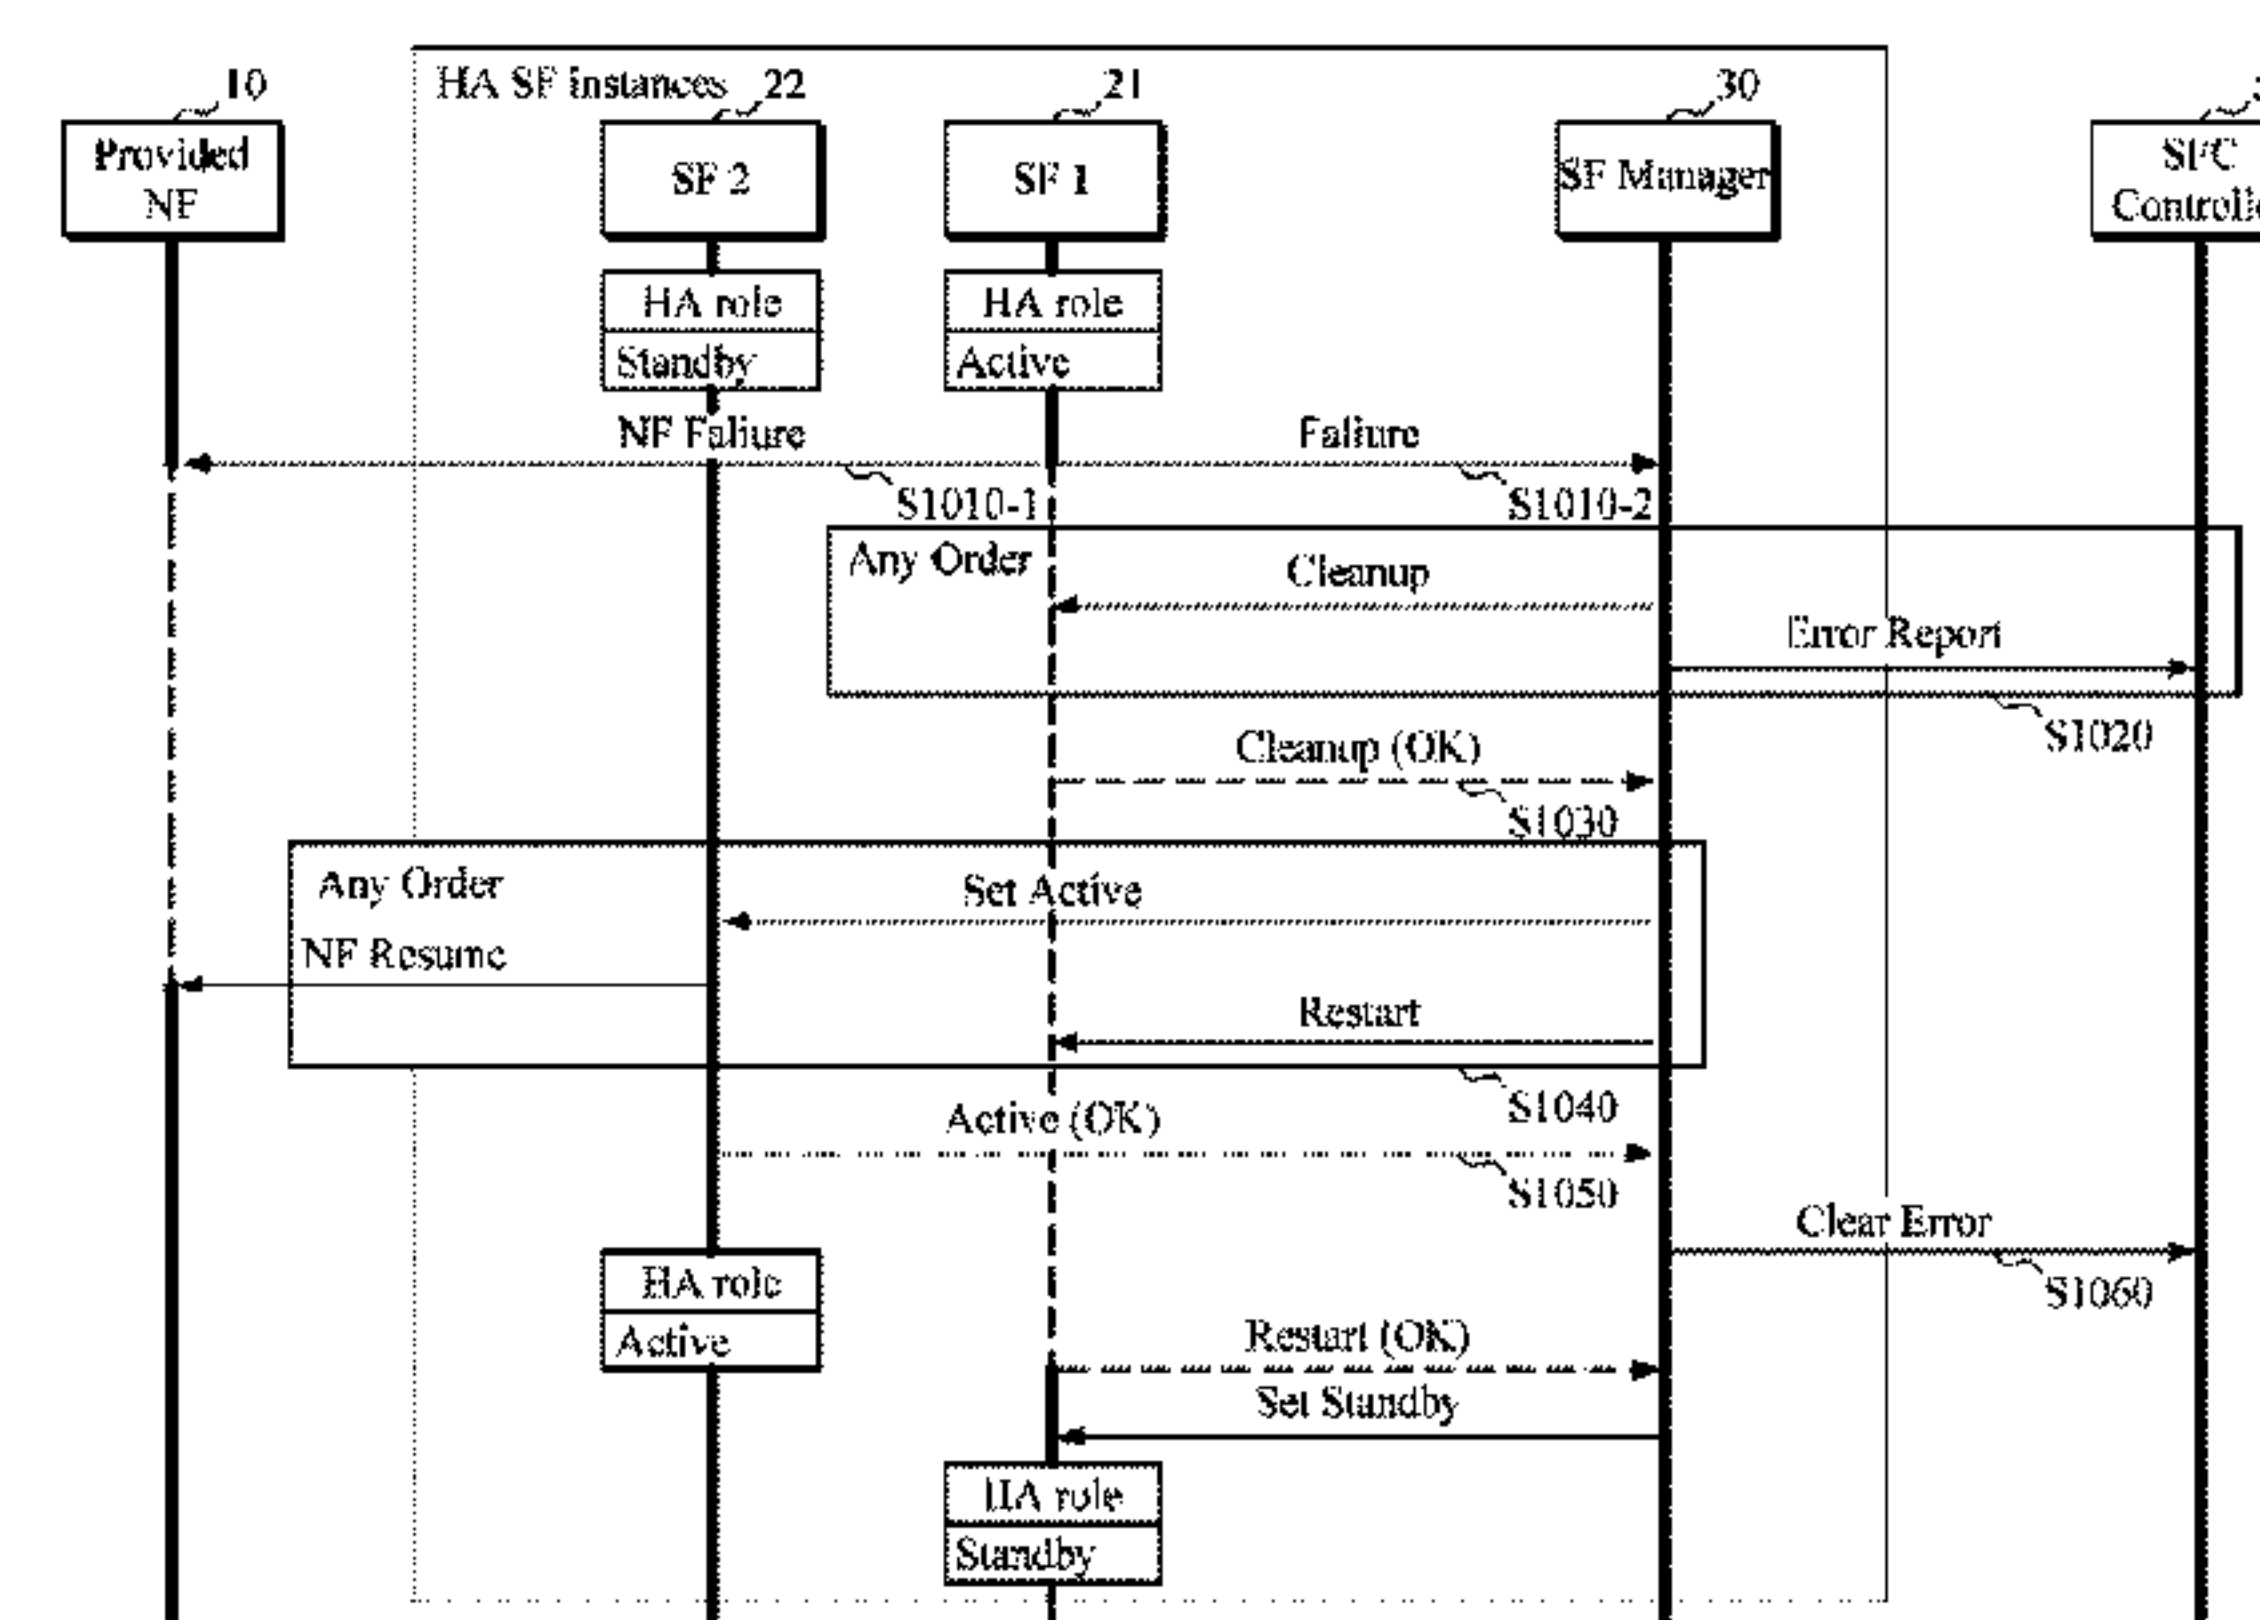 10
HA SF instances
22
21
30
Provided
NF
SF 2
SF 1
SF Manager
SFC
HA role
Standby
HA role
Active
NF Faliure
Faliure
S1010-1
S1010-2
Any Order
Cleanup
Error Report
S1020
Cleanup (OK)
S1030
Any Order
Set Active
NF Resume
Restart
S1040
Active (OK)
S1050
Clear Error
S1060
HA role
Active
Restart (OK)
Set Standby
HA role
Standby